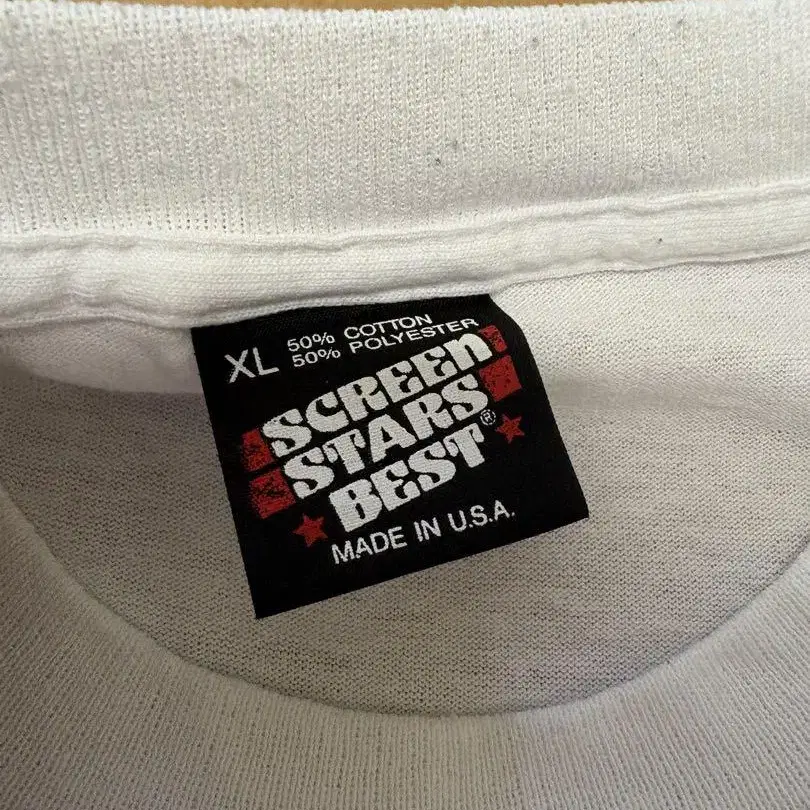 XL 50% COTTON
50% POLYESTER
SCREEN
STARS
BEST®
MADE IN U.S.A.